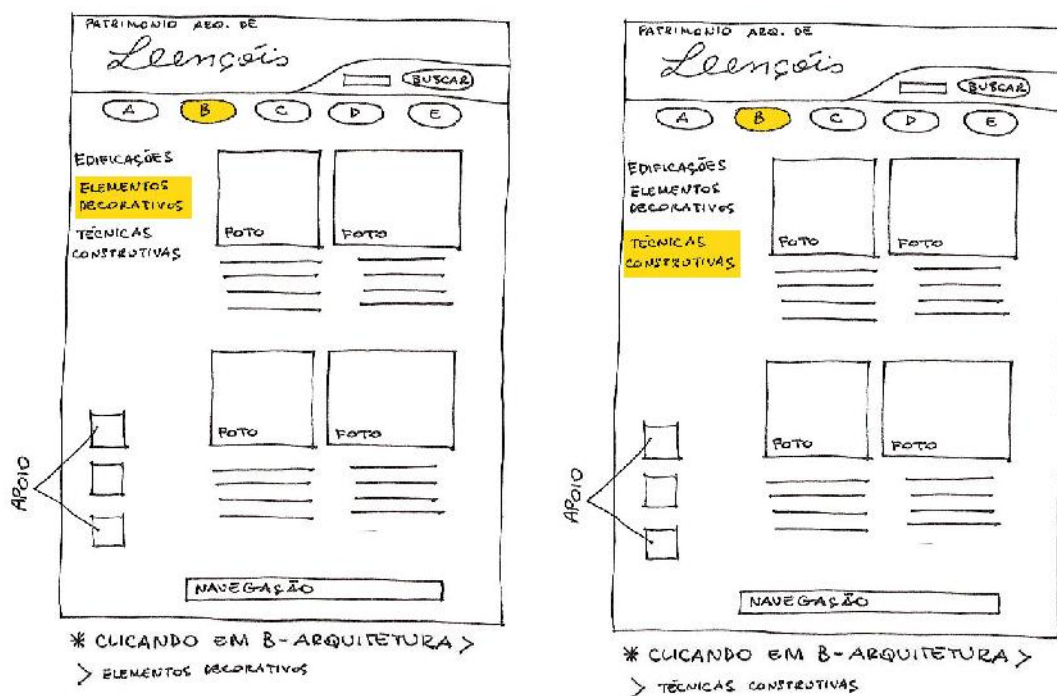 PATRIMONIO ARQ. DE
Leençóis
BUSCAR
A B C D E
EDIFICAÇÕES
ELEMENTOS
DECORATIVOS
TÉCNICAS
CONSTRUTIVAS
FOTO FOTO
FOTO FOTO
APOIO
NAVEGAÇÃO
* CLICANDO EM B-ARQUITETURA >
> ELEMENTOS DECORATIVOS
PATRIMONIO ARQ. DE
Leençóis
BUSCAR
A B C D E
EDIFICAÇÕES
ELEMENTOS
DECORATIVOS
TÉCNICAS
CONSTRUTIVAS
FOTO FOTO
FOTO FOTO
APOIO
NAVEGAÇÃO
* CLICANDO EM B-ARQUITETURA >
> TÉCNICAS CONSTRUTIVAS